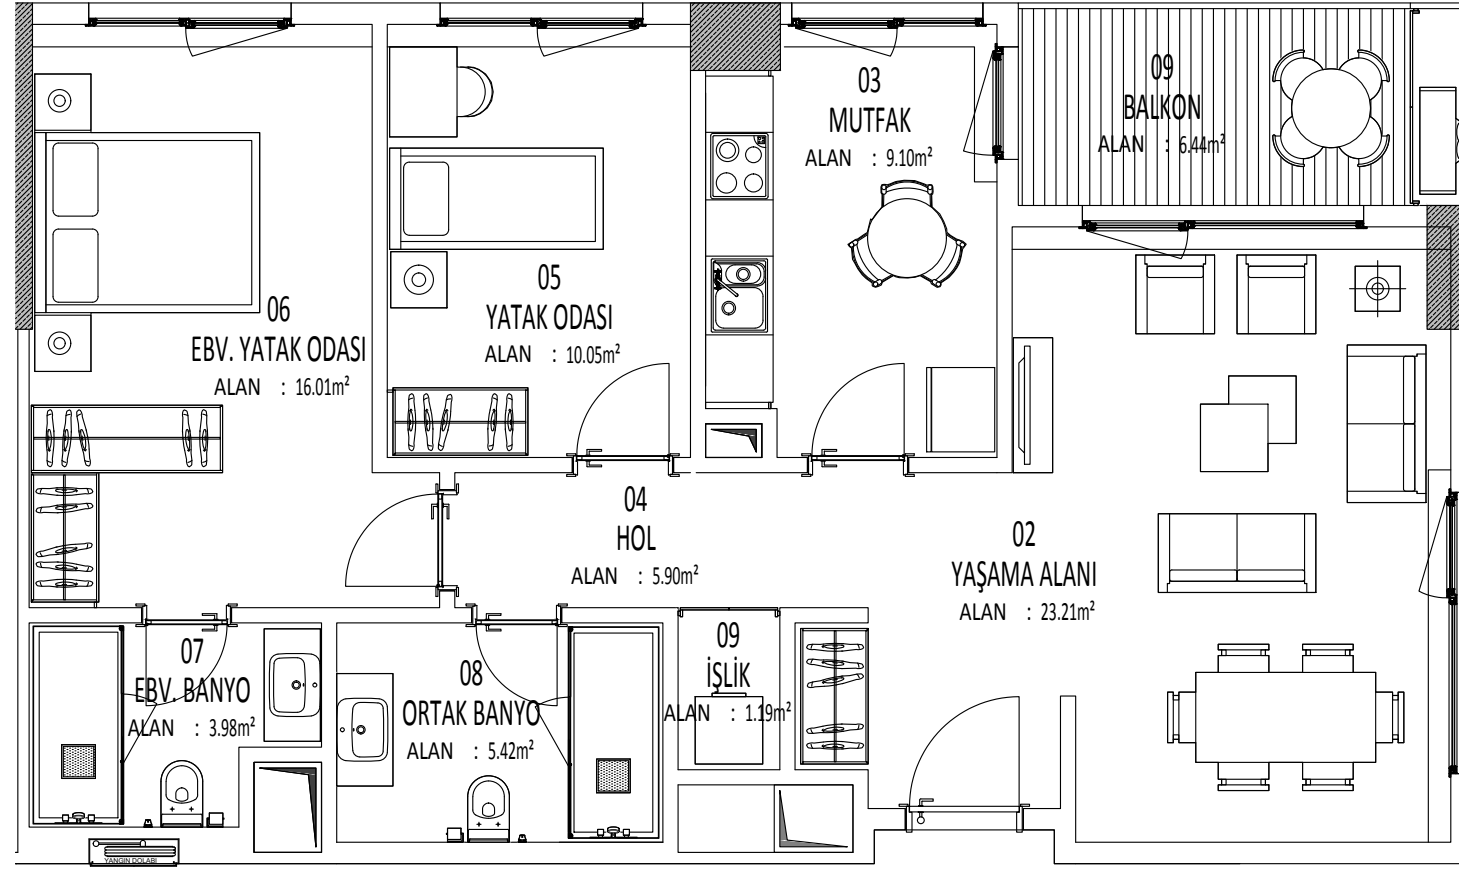 09
BALKON
ALAN : 6.44m²
03
MUTFAK
ALAN : 9.10m²
05
YATAK ODASI
ALAN : 10.05m²
06
EBV. YATAK ODASI
ALAN : 16.01m²
04
HOL
ALAN : 5.90m²
02
YAŞAMA ALANI
ALAN : 23.21m²
07
EBV. BANYO
ALAN : 3.98m²
08
ORTAK BANYO
ALAN : 5.42m²
09
İŞLİK
ALAN : 1.19m²
YANGIN DOLABI